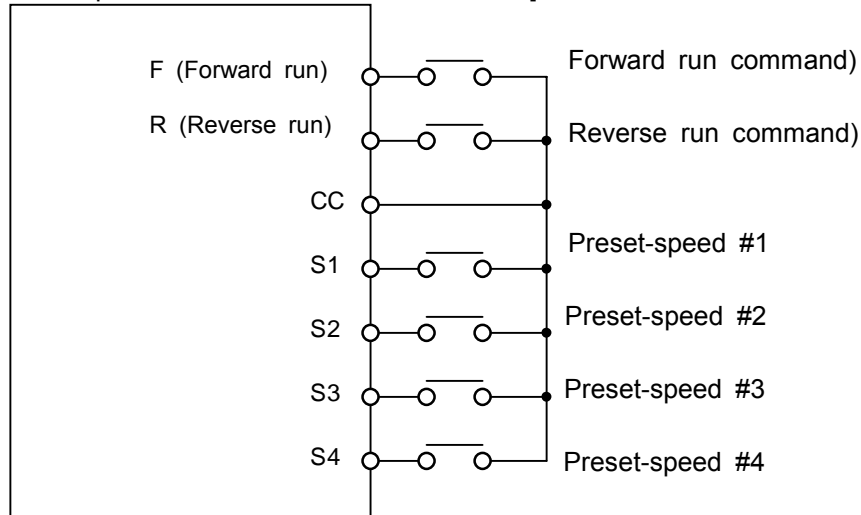 F (Forward run)
Forward run command)
R (Reverse run)
Reverse run command)
CC
S1
Preset-speed #1
S2
Preset-speed #2
S3
Preset-speed #3
S4
Preset-speed #4